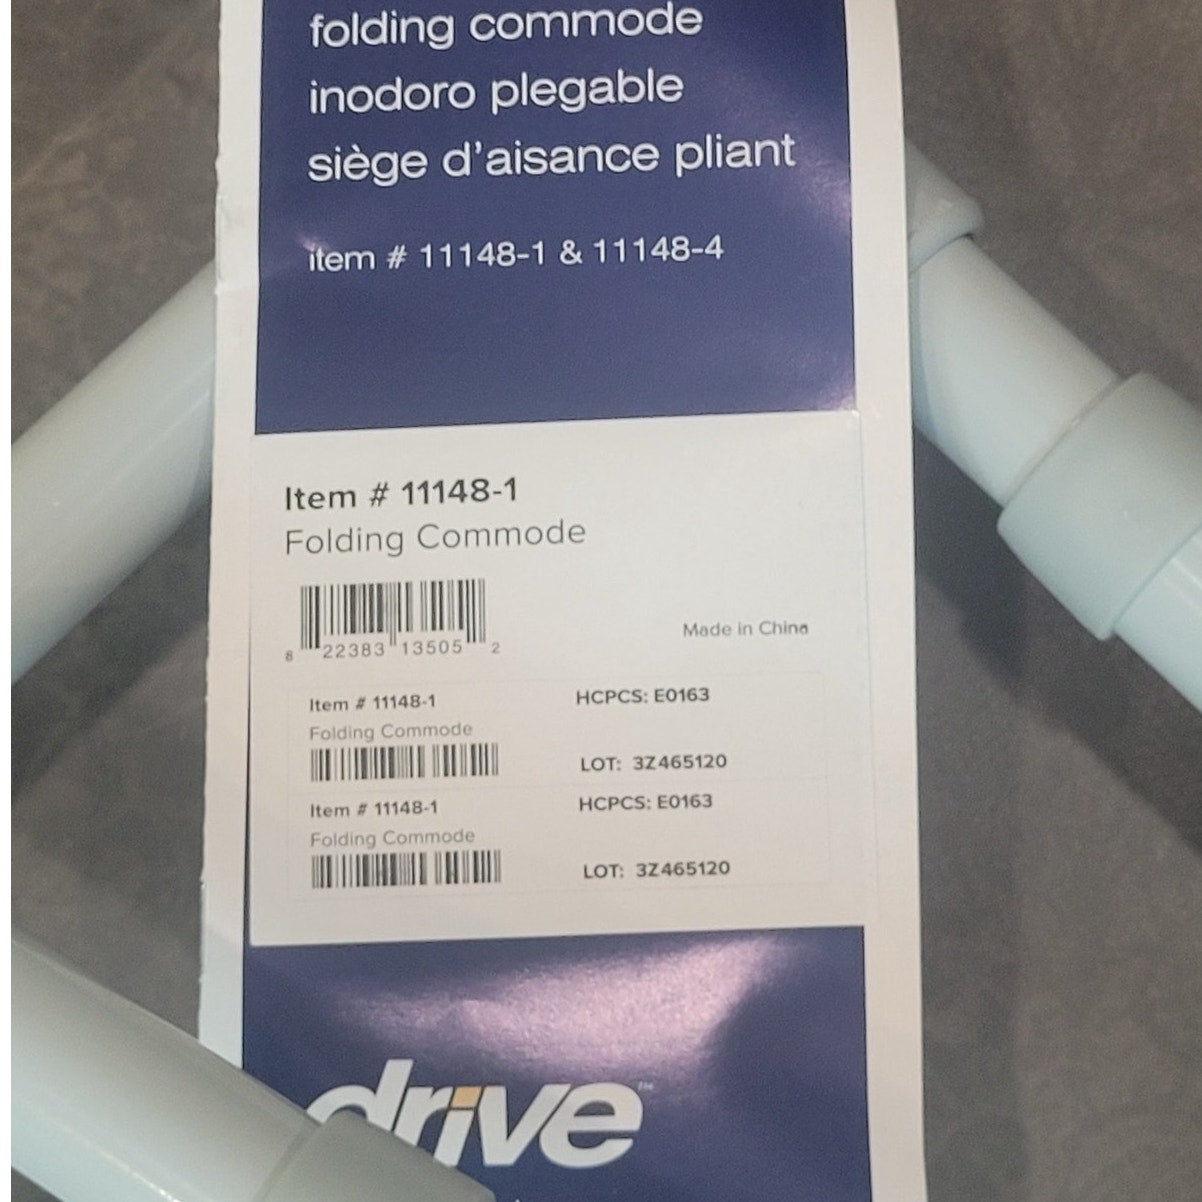 folding commode
inodoro plegable
siège d'aisance pliant
item # 11148-1 & 11148-4
Item # 11148-1
Folding Commode
8 22383 13505 2
Made in China
Item # 11148-1
HCPCS: E0163
Folding Commode
LOT: 3Z465120
Item # 11148-1
HCPCS: E0163
Folding Commode
LOT: 3Z465120
drive™